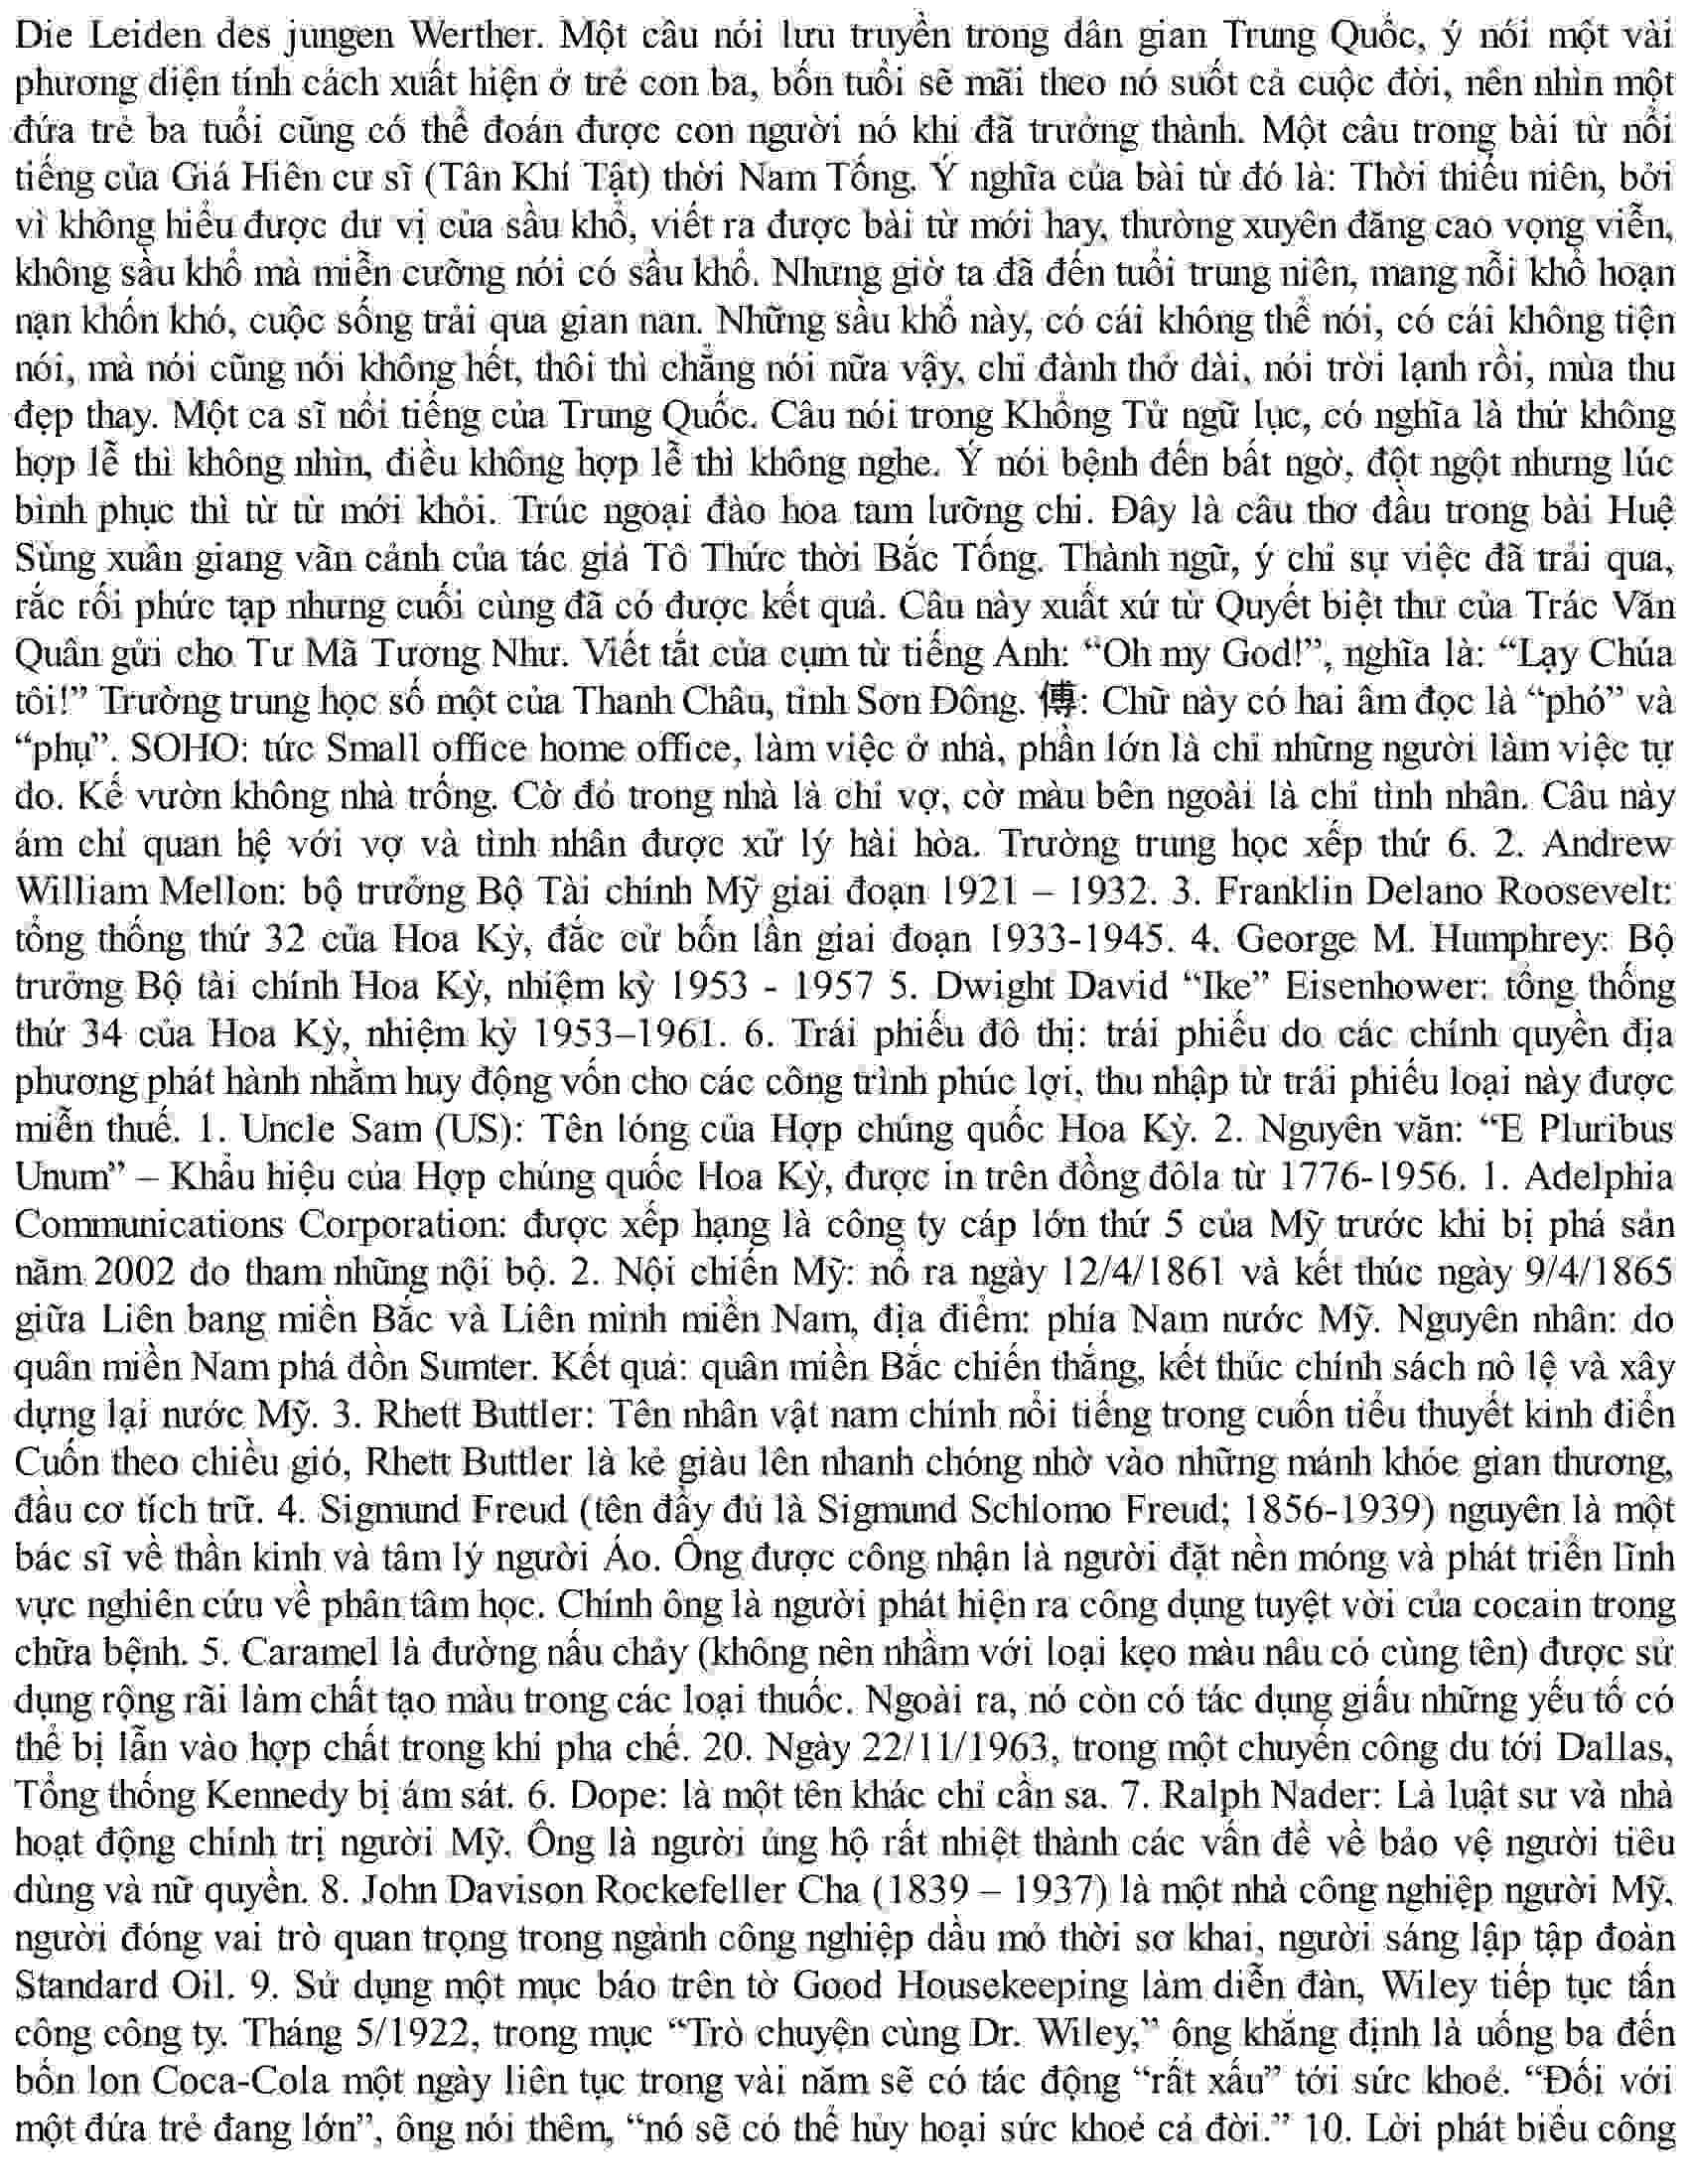 Die Leiden des jungen Werther. Một câu nói lưu truyền trong dân gian Trung Quốc, ý nói một vài
phương diện tính cách xuất hiện ở trẻ con ba, bốn tuổi sẽ mãi theo nó suốt cả cuộc đời, nên nhìn một
đứa trẻ ba tuổi cũng có thể đoán được con người nó khi đã trưởng thành. Một câu trong bài từ nổi
tiếng của Giá Hiên cư sĩ (Tân Khí Tật) thời Nam Tống. Ý nghĩa của bài từ đó là: Thời thiếu niên, bởi
vì không hiểu được dư vị của sầu khổ, viết ra được bài từ mới hay, thường xuyên đăng cao vọng viễn,
không sầu khổ mà miễn cưỡng nói có sầu khổ. Nhưng giờ ta đã đến tuổi trung niên, mang nỗi khổ hoạn
nạn khốn khó, cuộc sống trải qua gian nan. Những sầu khổ này, có cái không thể nói, có cái không tiện
nói, mà nói cũng nói không hết, thôi thì chẳng nói nữa vậy, chỉ đành thở dài, nói trời lạnh rồi, mùa thu
đẹp thay. Một ca sĩ nổi tiếng của Trung Quốc. Câu nói trong Khổng Tử ngữ lục, có nghĩa là thứ không
hợp lễ thì không nhìn, điều không hợp lễ thì không nghe. Ý nói bệnh đến bất ngờ, đột ngột nhưng lúc
bình phục thì từ từ mới khỏi. Trúc ngoại đào hoa tam lưỡng chi. Đây là câu thơ đầu trong bài Huệ
Sùng xuân giang vãn cảnh của tác giả Tô Thức thời Bắc Tống. Thành ngữ, ý chỉ sự việc đã trải qua,
rắc rối phức tạp nhưng cuối cùng đã có được kết quả. Câu này xuất xứ từ Quyết biệt thư của Trác Văn
Quân gửi cho Tư Mã Tương Như. Viết tắt của cụm từ tiếng Anh: “Oh my God!”, nghĩa là: “Lạy Chúa
tôi!” Trường trung học số một của Thanh Châu, tỉnh Sơn Đông. 傅: Chữ này có hai âm đọc là “phó” và
“phụ”. SOHO: tức Small office home office, làm việc ở nhà, phần lớn là chỉ những người làm việc tự
do. Kế vườn không nhà trống. Cờ đỏ trong nhà là chỉ vợ, cờ màu bên ngoài là chỉ tình nhân. Câu này
ám chỉ quan hệ với vợ và tình nhân được xử lý hài hòa. Trường trung học xếp thứ 6. 2. Andrew
William Mellon: bộ trưởng Bộ Tài chính Mỹ giai đoạn 1921 – 1932. 3. Franklin Delano Roosevelt:
tổng thống thứ 32 của Hoa Kỳ, đắc cử bốn lần giai đoạn 1933-1945. 4. George M. Humphrey: Bộ
trưởng Bộ tài chính Hoa Kỳ, nhiệm kỳ 1953 - 1957 5. Dwight David “Ike” Eisenhower: tổng thống
thứ 34 của Hoa Kỳ, nhiệm kỳ 1953–1961. 6. Trái phiếu đô thị: trái phiếu do các chính quyền địa
phương phát hành nhằm huy động vốn cho các công trình phúc lợi, thu nhập từ trái phiếu loại này được
miễn thuế. 1. Uncle Sam (US): Tên lóng của Hợp chúng quốc Hoa Kỳ. 2. Nguyên văn: “E Pluribus
Unum” – Khẩu hiệu của Hợp chúng quốc Hoa Kỳ, được in trên đồng đôla từ 1776-1956. 1. Adelphia
Communications Corporation: được xếp hạng là công ty cáp lớn thứ 5 của Mỹ trước khi bị phá sản
năm 2002 do tham nhũng nội bộ. 2. Nội chiến Mỹ: nổ ra ngày 12/4/1861 và kết thúc ngày 9/4/1865
giữa Liên bang miền Bắc và Liên minh miền Nam, địa điểm: phía Nam nước Mỹ. Nguyên nhân: do
quân miền Nam phá đồn Sumter. Kết quả: quân miền Bắc chiến thắng, kết thúc chính sách nô lệ và xây
dựng lại nước Mỹ. 3. Rhett Buttler: Tên nhân vật nam chính nổi tiếng trong cuốn tiểu thuyết kinh điển
Cuốn theo chiều gió, Rhett Buttler là kẻ giàu lên nhanh chóng nhờ vào những mánh khóe gian thương,
đầu cơ tích trữ. 4. Sigmund Freud (tên đầy đủ là Sigmund Schlomo Freud; 1856-1939) nguyên là một
bác sĩ về thần kinh và tâm lý người Áo. Ông được công nhận là người đặt nền móng và phát triển lĩnh
vực nghiên cứu về phân tâm học. Chính ông là người phát hiện ra công dụng tuyệt vời của cocain trong
chữa bệnh. 5. Caramel là đường nấu chảy (không nên nhầm với loại kẹo màu nâu có cùng tên) được sử
dụng rộng rãi làm chất tạo màu trong các loại thuốc. Ngoài ra, nó còn có tác dụng giấu những yếu tố có
thể bị lẫn vào hợp chất trong khi pha chế. 20. Ngày 22/11/1963, trong một chuyến công du tới Dallas,
Tổng thống Kennedy bị ám sát. 6. Dope: là một tên khác chỉ cần sa. 7. Ralph Nader: Là luật sư và nhà
hoạt động chính trị người Mỹ. Ông là người ủng hộ rất nhiệt thành các vấn đề về bảo vệ người tiêu
dùng và nữ quyền. 8. John Davison Rockefeller Cha (1839 – 1937) là một nhà công nghiệp người Mỹ,
người đóng vai trò quan trọng trong ngành công nghiệp dầu mỏ thời sơ khai, người sáng lập tập đoàn
Standard Oil. 9. Sử dụng một mục báo trên tờ Good Housekeeping làm diễn đàn, Wiley tiếp tục tấn
công công ty. Tháng 5/1922, trong mục “Trò chuyện cùng Dr. Wiley,” ông khẳng định là uống ba đến
bốn lon Coca-Cola một ngày liên tục trong vài năm sẽ có tác động “rất xấu” tới sức khoẻ. “Đối với
một đứa trẻ đang lớn”, ông nói thêm, “nó sẽ có thể hủy hoại sức khoẻ cả đời.” 10. Lời phát biểu công